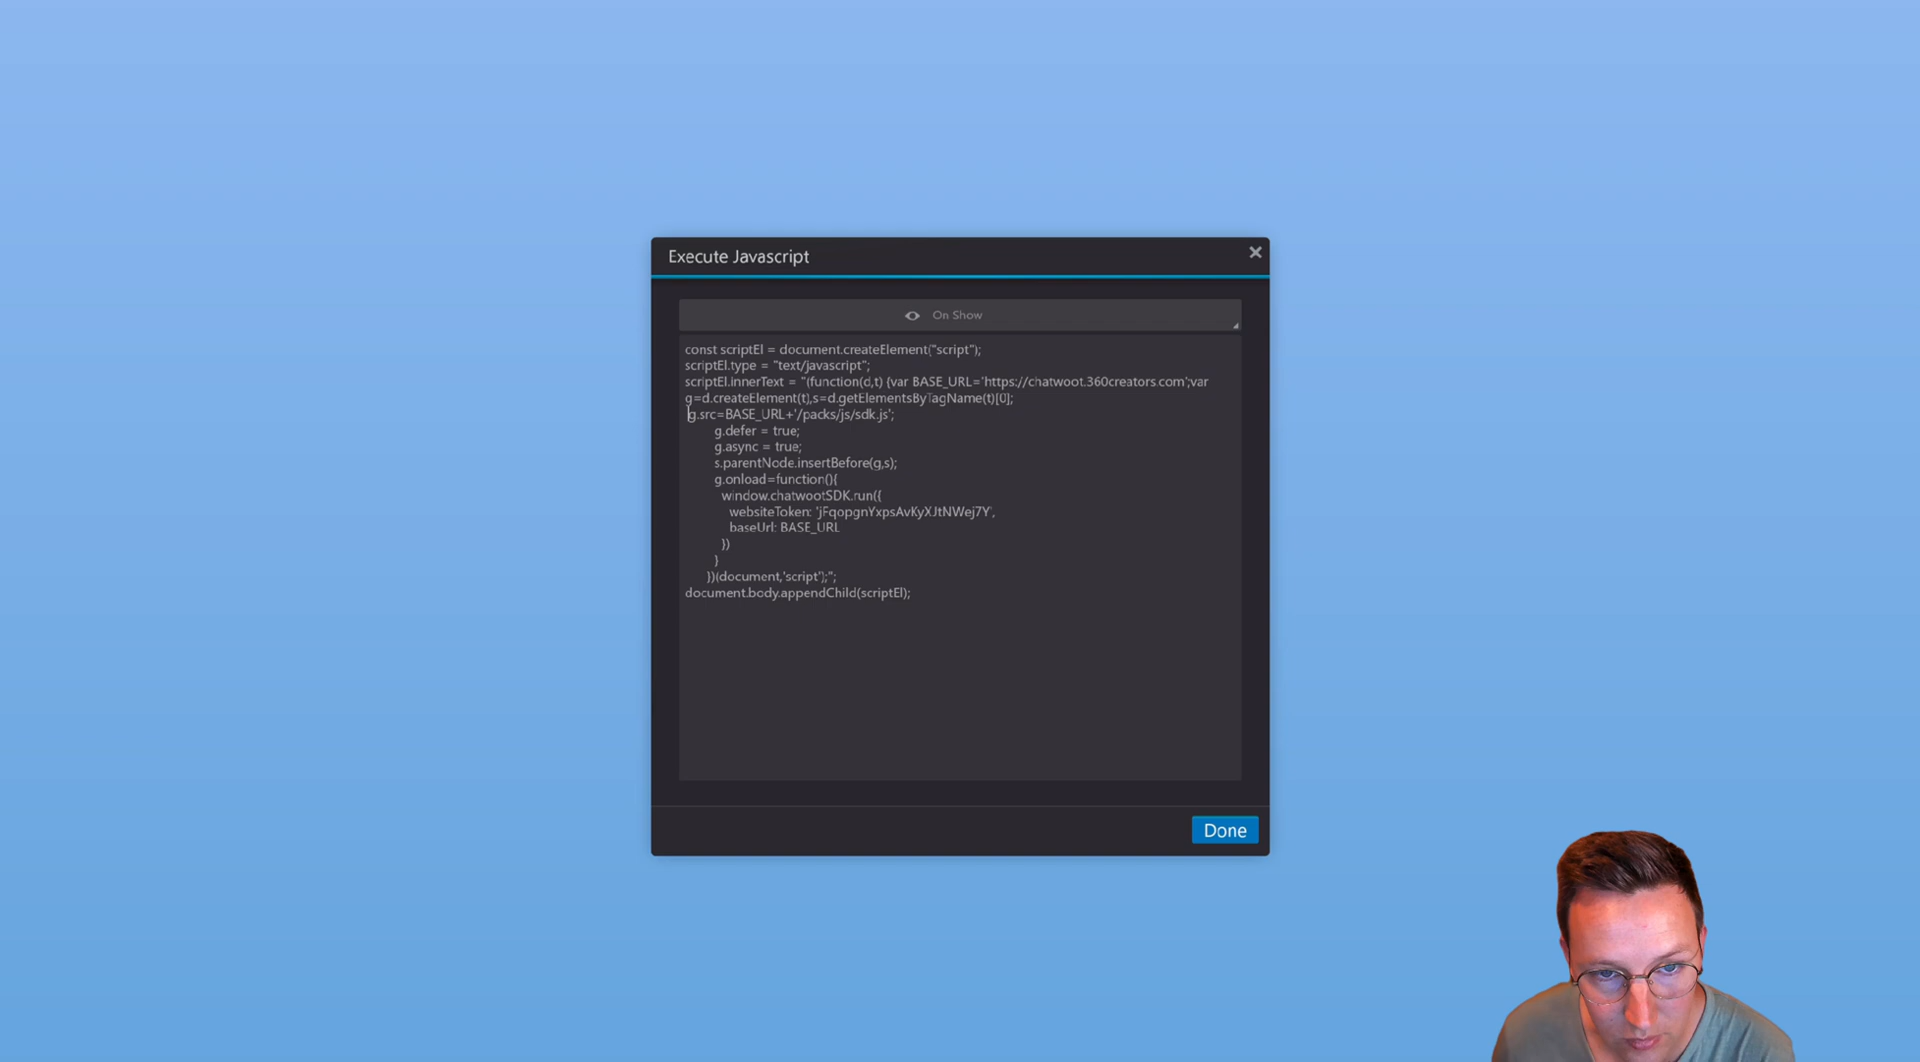 Execute Javascript
On Show
const scriptEl = document.createElement("script");
scriptEl.type = "text/javascript";
scriptEl.innerText = "(function(d,t) {var BASE_URL='https://chatwoot.360creators.com';var
g=d.createElement(t),s=d.getElementsByTagName(t)[0];
g.src=BASE_URL+'/packs/js/sdk.js';
g.defer = true;
g.async = true;
s.parentNode.insertBefore(g,s);
g.onload=function(){
window.chatwootSDK.run({
websiteToken: 'jFqopgnYxpsAvKyXJtNWej7Y',
baseUrl: BASE_URL
})
}
})(document,'script');";
document.body.appendChild(scriptEl);
Done